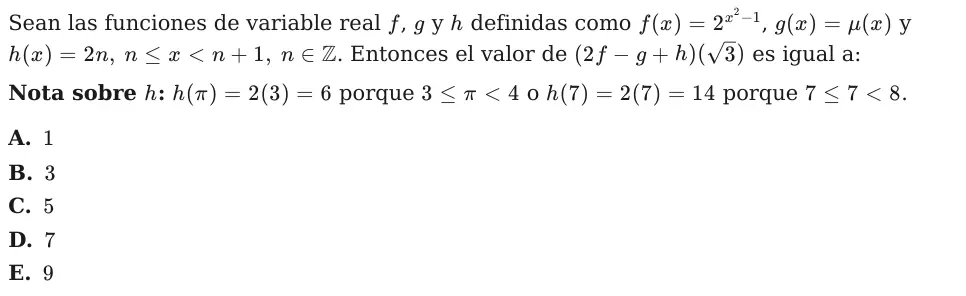 Sean las funciones de variable real f, g y h definidas como f(x) = 2^{x^2−1}, g(x) = μ(x) y
h(x) = 2n, n ≤ x < n + 1, n ∈ ℤ. Entonces el valor de (2f − g + h)(√3) es igual a:
Nota sobre h: h(π) = 2(3) = 6 porque 3 ≤ π < 4 o h(7) = 2(7) = 14 porque 7 ≤ 7 < 8.
A. 1
B. 3
C. 5
D. 7
E. 9